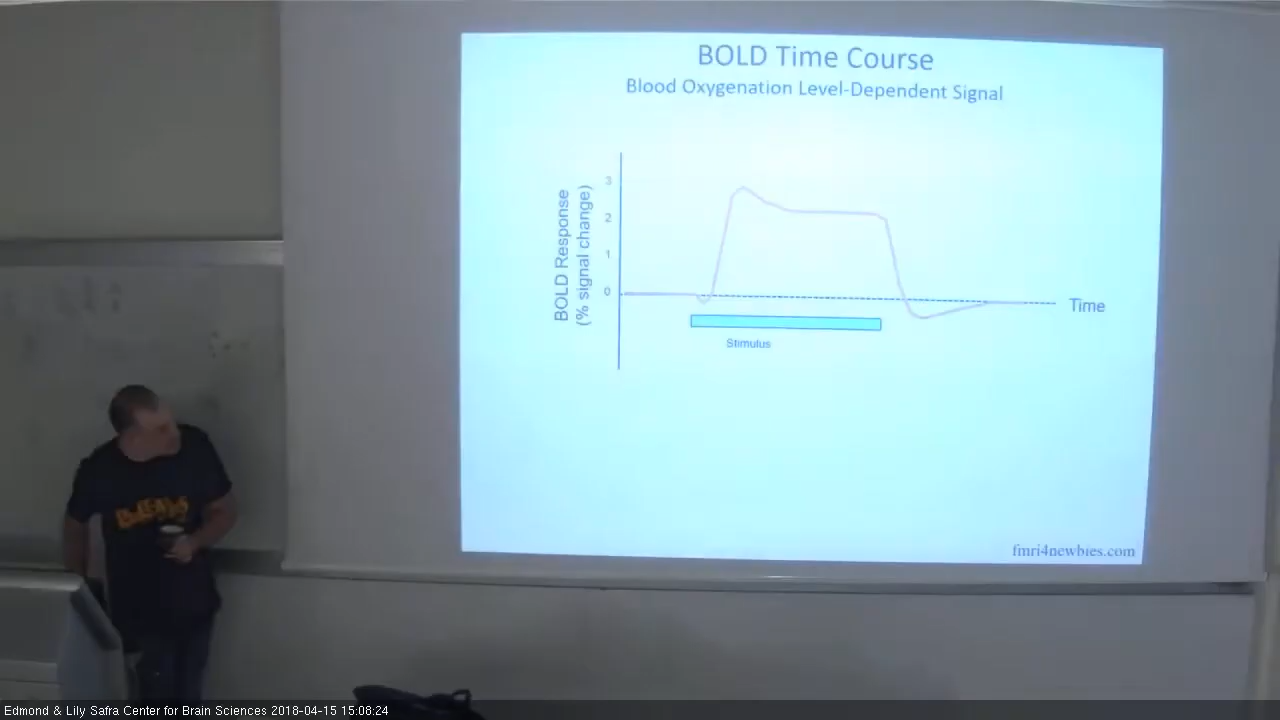 BOLD Time Course
Blood Oxygenation Level-Dependent Signal
BOLD Response
(% signal change)
3
2
1
0
Time
Stimulus
fmri4newbies.com
Edmond & Lily Safra Center for Brain Sciences 2018-04-15 15:08:24